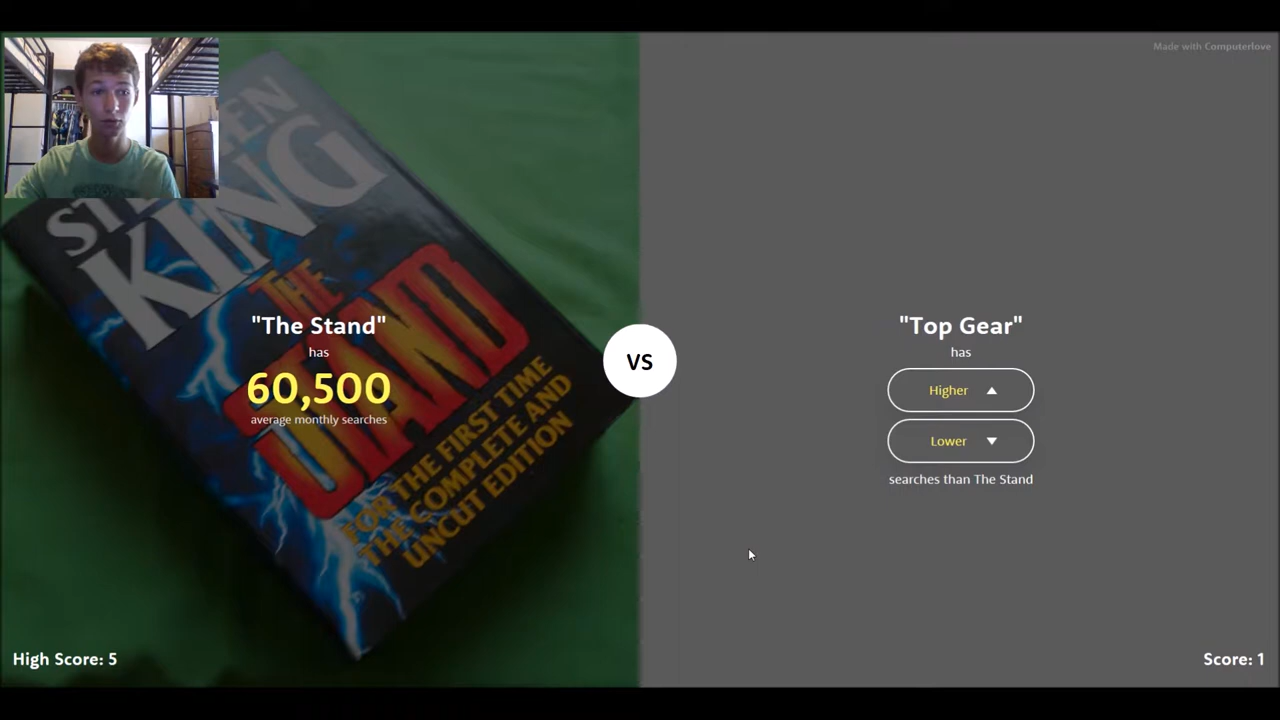 Made with Computerlove
STEPHEN
KING
THE
STAND
FOR THE FIRST TIME
THE COMPLETE AND
UNCUT EDITION
"The Stand"
has
60,500
average monthly searches
VS
"Top Gear"
has
Higher
Lower
searches than The Stand
High Score: 5
Score: 1